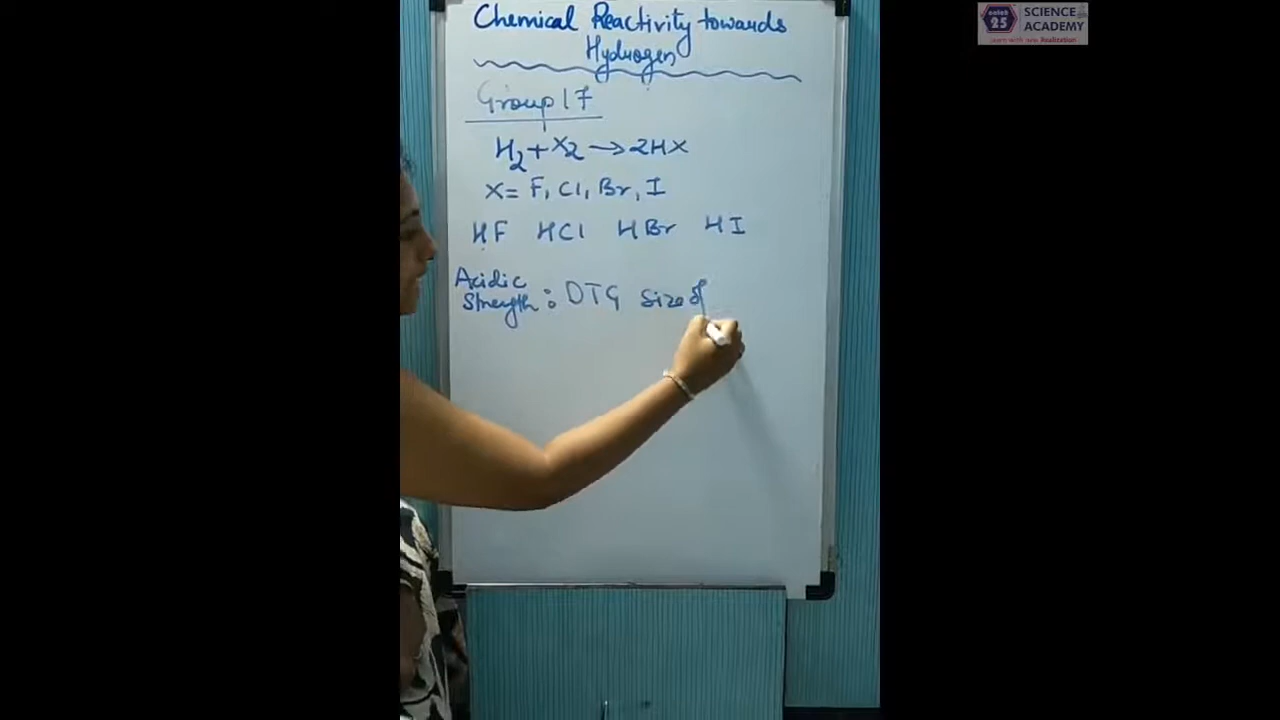 Chemical Reactivity towards
Hydrogen
Group 17
H2 + X2 → 2HX
X = F, Cl, Br, I
HF HCl HBr HI
Acidic
Strength : DTG size of
25
SCIENCE
ACADEMY